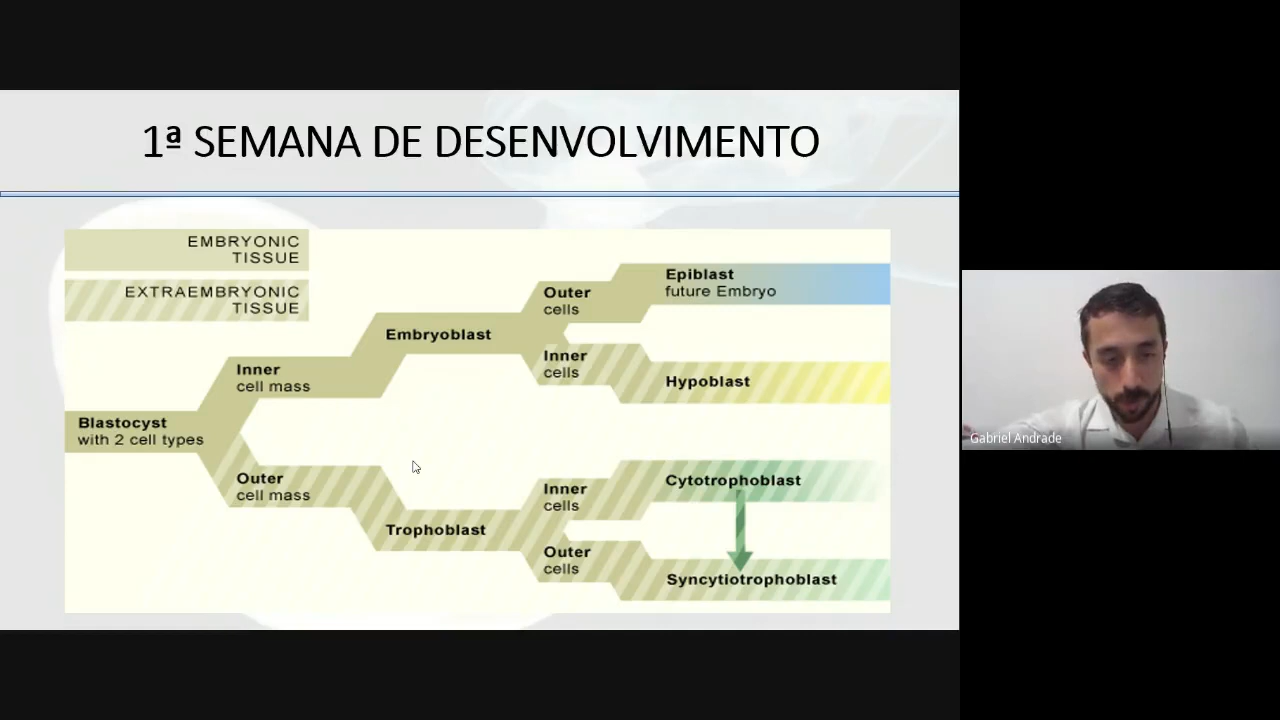 1ª SEMANA DE DESENVOLVIMENTO
EMBRYONIC
TISSUE
EXTRAEMBRYONIC
TISSUE
Blastocyst
with 2 cell types
Inner
cell mass
Outer
cell mass
Embryoblast
Trophoblast
Outer
cells
Inner
cells
Inner
cells
Outer
cells
Epiblast
future Embryo
Hypoblast
Cytotrophoblast
Syncytiotrophoblast
Gabriel Andrade